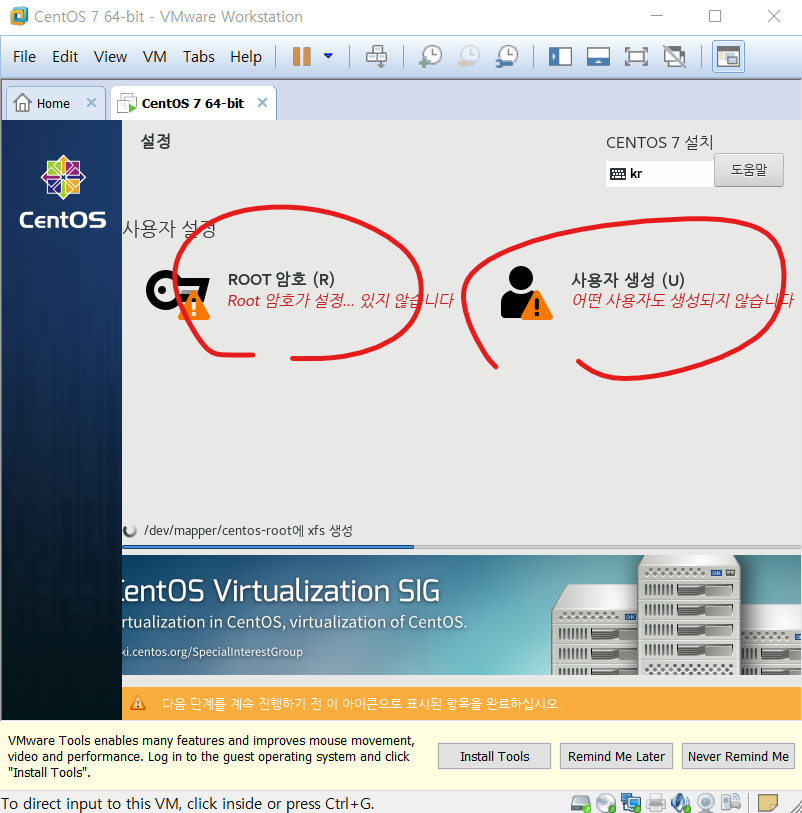 CentOS 7 64-bit - VMware Workstation
File Edit View VM Tabs Help
Home
CentOS 7 64-bit
설정
CENTOS 7 설치
kr
도움말
CentOS
사용자 설정
ROOT 암호 (R)
Root 암호가 설정... 있지 않습니다
사용자 생성 (U)
어떤 사용자도 생성되지 않습니다
/dev/mapper/centos-root에 xfs 생성
CentOS Virtualization SIG
rtualization in CentOS, virtualization of CentOS.
ki.centos.org/SpecialInterestGroup
다음 단계를 계속 진행하기 전 이 아이콘으로 표시된 항목을 완료하십시오.
VMware Tools enables many features and improves mouse movement,
video and performance. Log in to the guest operating system and click
"Install Tools".
Install Tools
Remind Me Later
Never Remind Me
To direct input to this VM, click inside or press Ctrl+G.